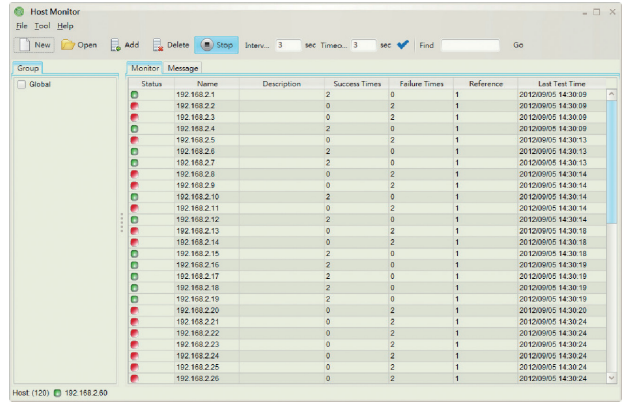 Host Monitor
File Tool Help
New Open Add Delete Stop Interv... 3 sec Timeo... 3 sec Find Go
Group Monitor Message
Global
Status Name Description Success Times Failure Times Reference Last Test Time
192.168.2.1 2 0 1 2012/09/05 14:30:09
192.168.2.2 0 2 1 2012/09/05 14:30:09
192.168.2.3 0 2 1 2012/09/05 14:30:09
192.168.2.4 2 0 1 2012/09/05 14:30:09
192.168.2.5 0 2 1 2012/09/05 14:30:13
192.168.2.6 2 0 1 2012/09/05 14:30:13
192.168.2.7 2 0 1 2012/09/05 14:30:13
192.168.2.8 0 2 1 2012/09/05 14:30:14
192.168.2.9 0 2 1 2012/09/05 14:30:14
192.168.2.10 2 0 1 2012/09/05 14:30:14
192.168.2.11 0 2 1 2012/09/05 14:30:14
192.168.2.12 2 0 1 2012/09/05 14:30:14
192.168.2.13 0 2 1 2012/09/05 14:30:18
192.168.2.14 0 2 1 2012/09/05 14:30:18
192.168.2.15 2 0 1 2012/09/05 14:30:18
192.168.2.16 2 0 1 2012/09/05 14:30:19
192.168.2.17 2 0 1 2012/09/05 14:30:19
192.168.2.18 2 0 1 2012/09/05 14:30:19
192.168.2.19 2 0 1 2012/09/05 14:30:19
192.168.2.20 0 2 1 2012/09/05 14:30:20
192.168.2.21 0 2 1 2012/09/05 14:30:24
192.168.2.22 0 2 1 2012/09/05 14:30:24
192.168.2.23 0 2 1 2012/09/05 14:30:24
192.168.2.24 0 2 1 2012/09/05 14:30:24
192.168.2.25 0 2 1 2012/09/05 14:30:24
192.168.2.26 0 2 1 2012/09/05 14:30:24
Host: (120) 192.168.2.60